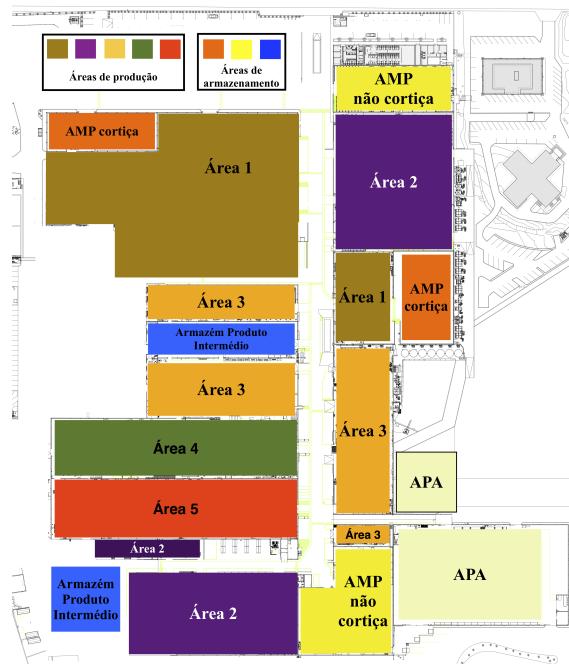 Áreas de produção
Áreas de
armazenamento
AMP
não cortiça
AMP cortiça
Área 1
Área 2
Área 1
AMP
cortiça
Área 3
Armazém Produto
Intermédio
Área 3
Área 3
Área 4
APA
Área 5
Área 3
Área 2
Armazém
Produto
Intermédio
Área 2
AMP
não
cortiça
APA